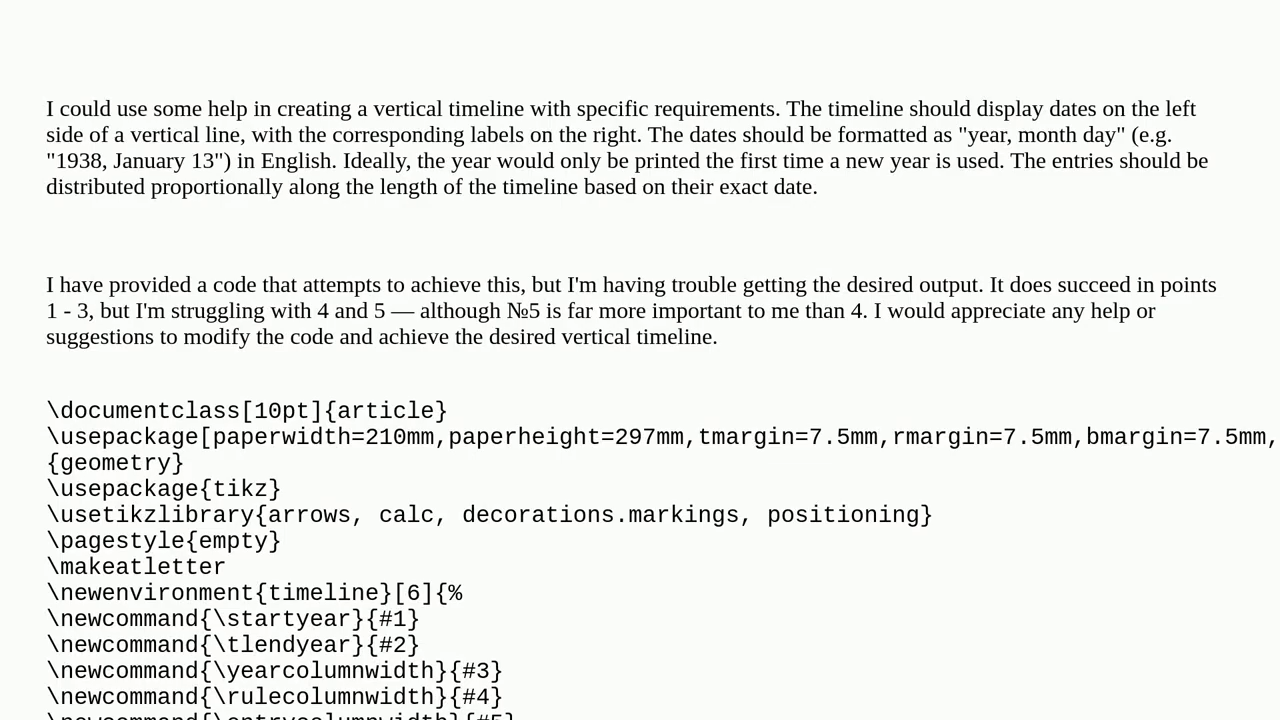 I could use some help in creating a vertical timeline with specific requirements. The timeline should display dates on the left
side of a vertical line, with the corresponding labels on the right. The dates should be formatted as "year, month day" (e.g.
"1938, January 13") in English. Ideally, the year would only be printed the first time a new year is used. The entries should be
distributed proportionally along the length of the timeline based on their exact date.
I have provided a code that attempts to achieve this, but I'm having trouble getting the desired output. It does succeed in points
1 - 3, but I'm struggling with 4 and 5 — although №5 is far more important to me than 4. I would appreciate any help or
suggestions to modify the code and achieve the desired vertical timeline.
\documentclass[10pt]{article}
\usepackage[paperwidth=210mm,paperheight=297mm,tmargin=7.5mm,rmargin=7.5mm,bmargin=7.5mm,
{geometry}
\usepackage{tikz}
\usetikzlibrary{arrows, calc, decorations.markings, positioning}
\pagestyle{empty}
\makeatletter
\newenvironment{timeline}[6]{%
\newcommand{\startyear}{#1}
\newcommand{\tlendyear}{#2}
\newcommand{\yearcolumnwidth}{#3}
\newcommand{\rulecolumnwidth}{#4}
\newcommand{\entrycolumnwidth}{#5}